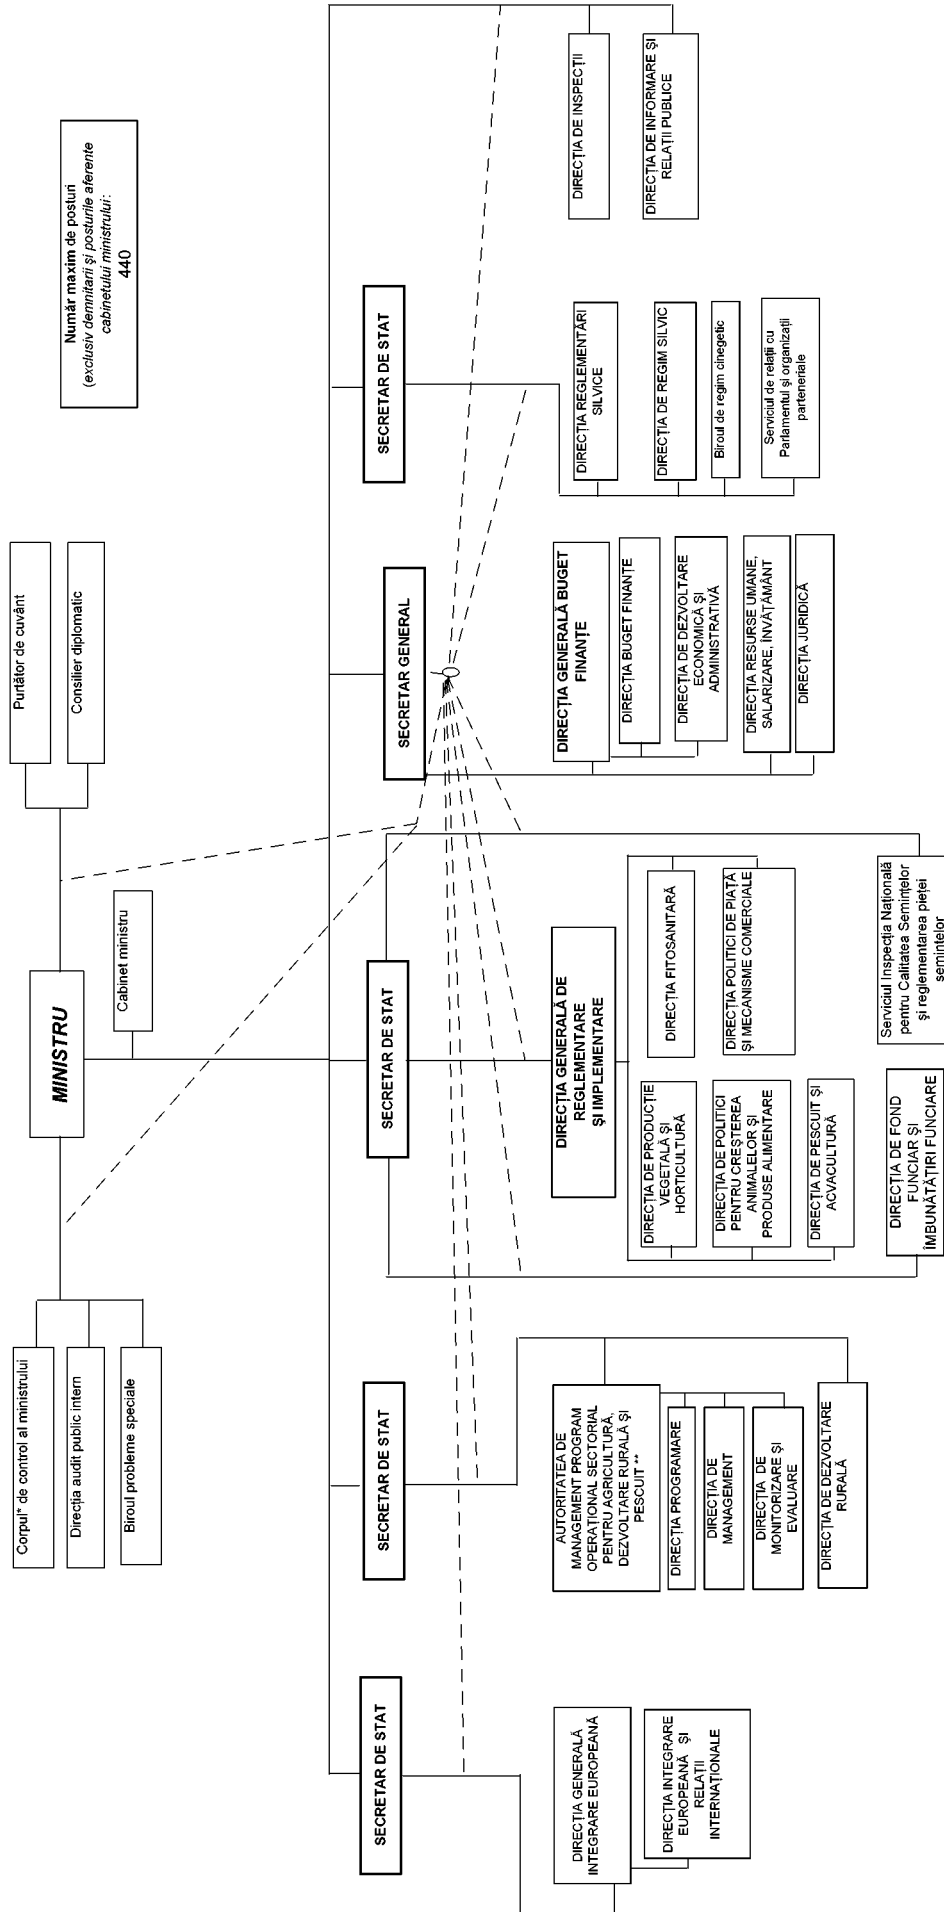 Corpul* de control al ministrului
Direcția audit public intern
Biroul probleme speciale
MINISTRU
Cabinet ministru
Purtător de cuvânt
Consilier diplomatic
Număr maxim de posturi
(exclusiv demnitarii și posturile aferente
cabinetului ministrului:
440
SECRETAR DE STAT
SECRETAR DE STAT
SECRETAR DE STAT
SECRETAR GENERAL
SECRETAR DE STAT
DIRECȚIA GENERALĂ
INTEGRARE EUROPEANĂ
DIRECȚIA INTEGRARE
EUROPEANĂ ȘI
RELAȚII
INTERNAȚIONALE
AUTORITATEA DE
MANAGEMENT PROGRAM
OPERAȚIONAL SECTORIAL
PENTRU AGRICULTURĂ,
DEZVOLTARE RURALĂ ȘI
PESCUIT **
DIRECȚIA PROGRAMARE
DIRECȚIA DE
MANAGEMENT
DIRECȚIA DE
MONITORIZARE ȘI
EVALUARE
DIRECȚIA DE DEZVOLTARE
RURALĂ
DIRECȚIA GENERALĂ DE
REGLEMENTARE
ȘI IMPLEMENTARE
DIRECȚIA DE PRODUCȚIE
VEGETALĂ ȘI
HORTICULTURĂ
DIRECȚIA DE POLITICI
PENTRU CREȘTEREA
ANIMALELOR ȘI
PRODUSE ALIMENTARE
DIRECȚIA DE PESCUIT ȘI
ACVACULTURĂ
DIRECȚIA FITOSANITARĂ
DIRECȚIA POLITICI DE PIAȚĂ
ȘI MECANISME COMERCIALE
DIRECȚIA DE FOND
FUNCIAR ȘI
ÎMBUNĂTĂȚIRI FUNCIARE
Serviciul Inspecția Națională
pentru Calitatea Semințelor
și reglementarea pieței
semințelor
DIRECȚIA GENERALĂ BUGET
FINANȚE
DIRECȚIA BUGET FINANȚE
DIRECȚIA DE DEZVOLTARE
ECONOMICĂ ȘI
ADMINISTRATIVĂ
DIRECȚIA RESURSE UMANE,
SALARIZARE, ÎNVĂȚĂMÂNT
DIRECȚIA JURIDICĂ
DIRECȚIA REGLEMENTĂRI
SILVICE
DIRECȚIA DE REGIM SILVIC
Biroul de regim cinegetic
Serviciul de relații cu
Parlamentul și organizații
parteneriale
DIRECȚIA DE INSPECȚII
DIRECȚIA DE INFORMARE ȘI
RELAȚII PUBLICE